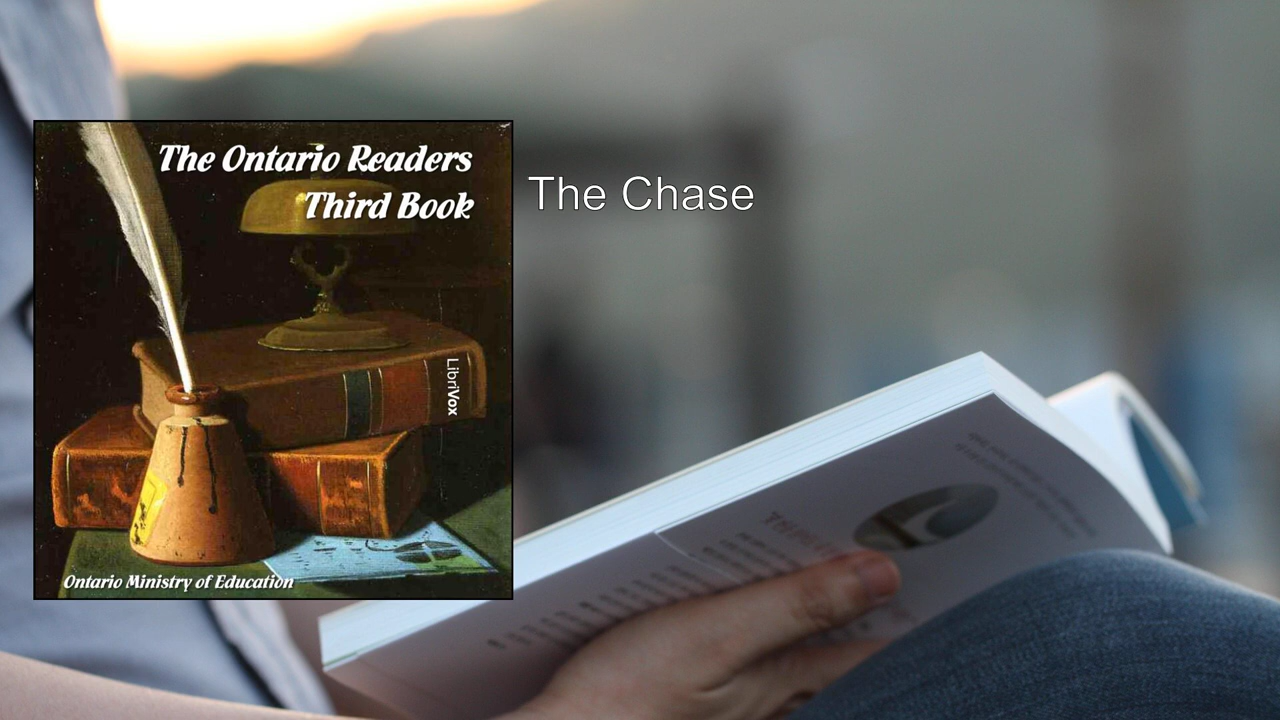 The Ontario Readers
Third Book
The Chase
LibriVox
Ontario Ministry of Education